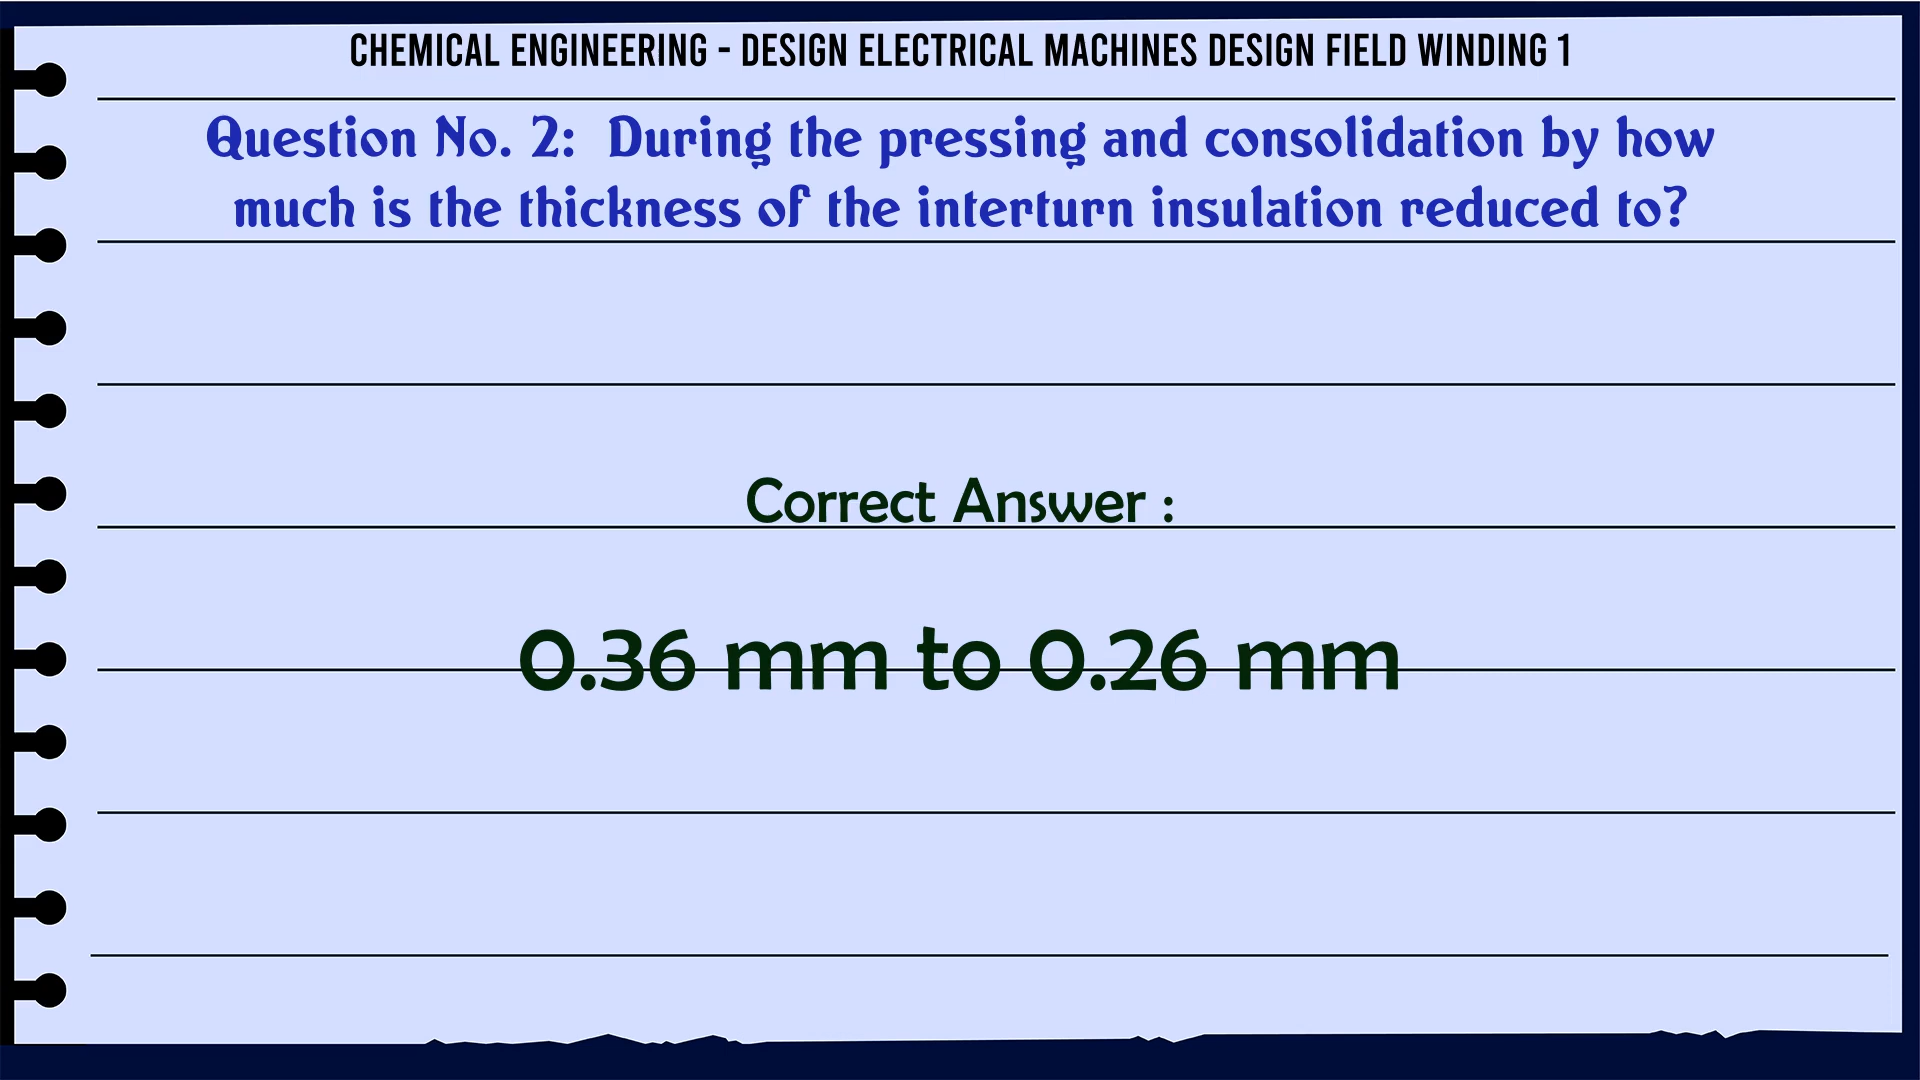 CHEMICAL ENGINEERING - DESIGN ELECTRICAL MACHINES DESIGN FIELD WINDING 1
Question No. 2: During the pressing and consolidation by how
much is the thickness of the interturn insulation reduced to?
Correct Answer :
0.36 mm to 0.26 mm